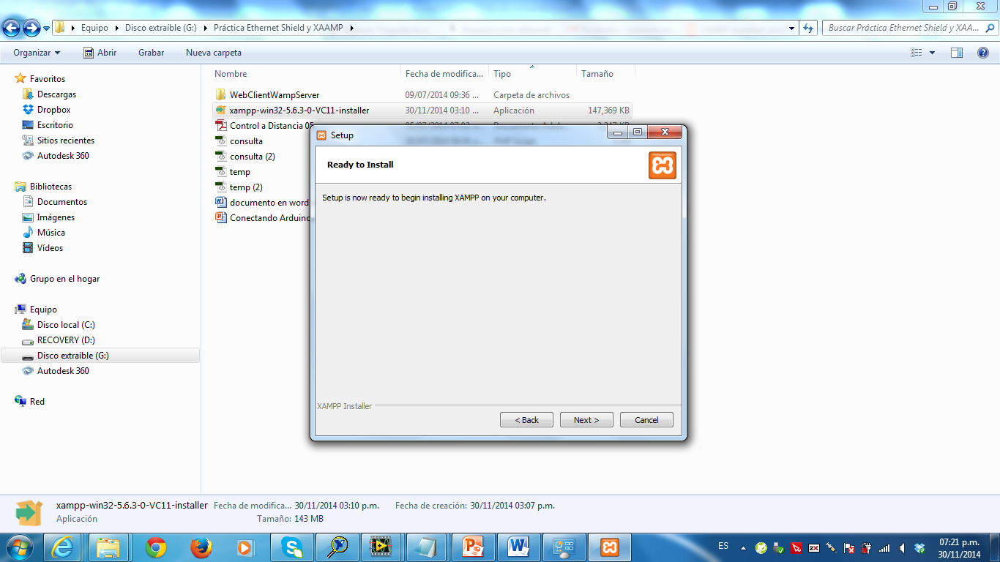 Equipo Disco extraíble (G:) Práctica Ethernet Shield y XAAMP
Buscar Práctica Ethernet Shield y XAA...
Organizar Abrir Grabar Nueva carpeta
Favoritos
Descargas
Dropbox
Escritorio
Sitios recientes
Autodesk 360
Bibliotecas
Documentos
Imágenes
Música
Vídeos
Grupo en el hogar
Equipo
Disco local (C:)
RECOVERY (D:)
Disco extraíble (G:)
Autodesk 360
Red
Nombre Fecha de modifica... Tipo Tamaño
WebClientWampServer 09/07/2014 09:36 ... Carpeta de archivos
xampp-win32-5.6.3-0-VC11-installer 30/11/2014 03:10 ... Aplicación 147,369 KB
Control a Distancia 05
consulta
consulta (2)
temp
temp (2)
documento en word
Conectando Arduino
Setup
Ready to Install
Setup is now ready to begin installing XAMPP on your computer.
XAMPP Installer
< Back Next > Cancel
xampp-win32-5.6.3-0-VC11-installer Fecha de modifica... 30/11/2014 03:10 p.m. Fecha de creación: 30/11/2014 03:07 p.m.
Aplicación Tamaño: 143 MB
ES
07:21 p.m.
30/11/2014